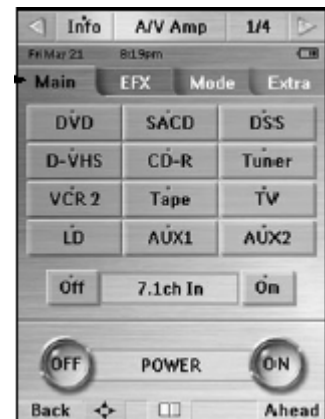 Info A/V Amp 1/4
Fri Mar 21 8:19pm
Main EFX Mode Extra
DVD SACD DSS
D-VHS CD-R Tuner
VCR 2 Tape TV
LD AUX1 AUX2
Off 7.1ch In On
OFF POWER ON
Back Ahead